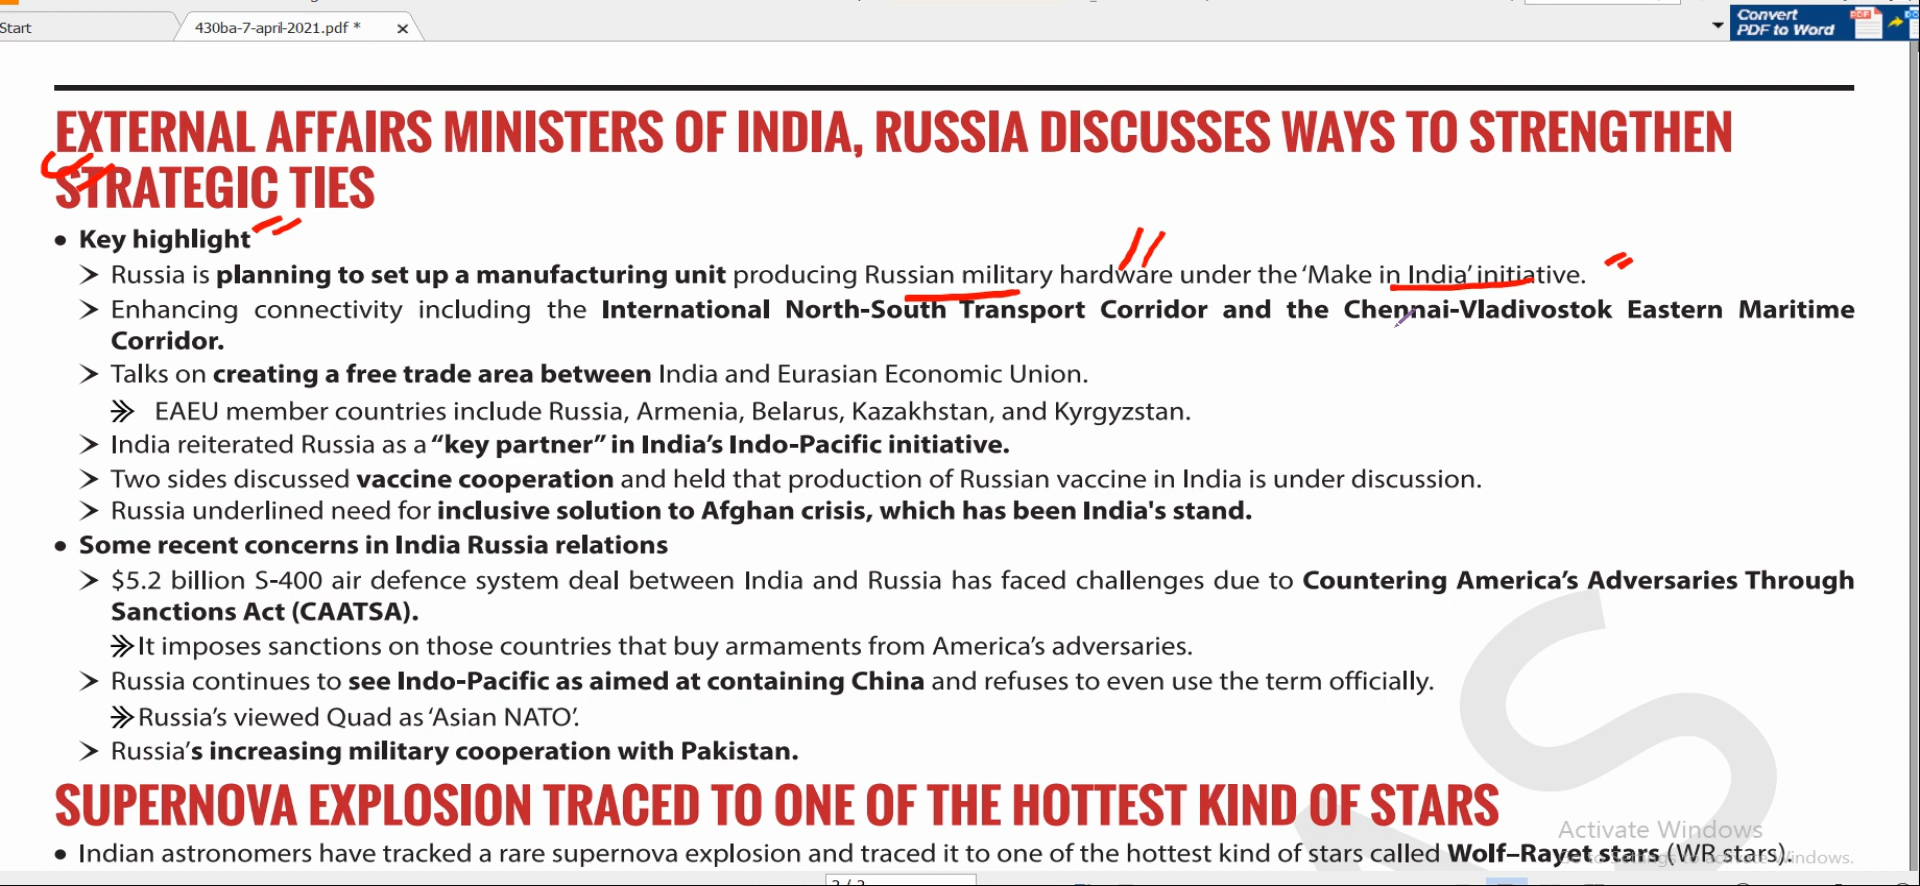 Start
430ba-7-april-2021.pdf *
Convert
PDF to Word
EXTERNAL AFFAIRS MINISTERS OF INDIA, RUSSIA DISCUSSES WAYS TO STRENGTHEN
STRATEGIC TIES
• Key highlight
➢ Russia is planning to set up a manufacturing unit producing Russian military hardware under the ‘Make in India’ initiative.
➢ Enhancing connectivity including the International North-South Transport Corridor and the Chennai-Vladivostok Eastern Maritime
Corridor.
➢ Talks on creating a free trade area between India and Eurasian Economic Union.
EAEU member countries include Russia, Armenia, Belarus, Kazakhstan, and Kyrgyzstan.
➢ India reiterated Russia as a “key partner” in India’s Indo-Pacific initiative.
➢ Two sides discussed vaccine cooperation and held that production of Russian vaccine in India is under discussion.
➢ Russia underlined need for inclusive solution to Afghan crisis, which has been India's stand.
• Some recent concerns in India Russia relations
➢ $5.2 billion S-400 air defence system deal between India and Russia has faced challenges due to Countering America’s Adversaries Through
Sanctions Act (CAATSA).
It imposes sanctions on those countries that buy armaments from America’s adversaries.
➢ Russia continues to see Indo-Pacific as aimed at containing China and refuses to even use the term officially.
Russia’s viewed Quad as ‘Asian NATO’.
➢ Russia’s increasing military cooperation with Pakistan.
SUPERNOVA EXPLOSION TRACED TO ONE OF THE HOTTEST KIND OF STARS
Activate Windows
• Indian astronomers have tracked a rare supernova explosion and traced it to one of the hottest kind of stars called Wolf–Rayet stars (WR stars).